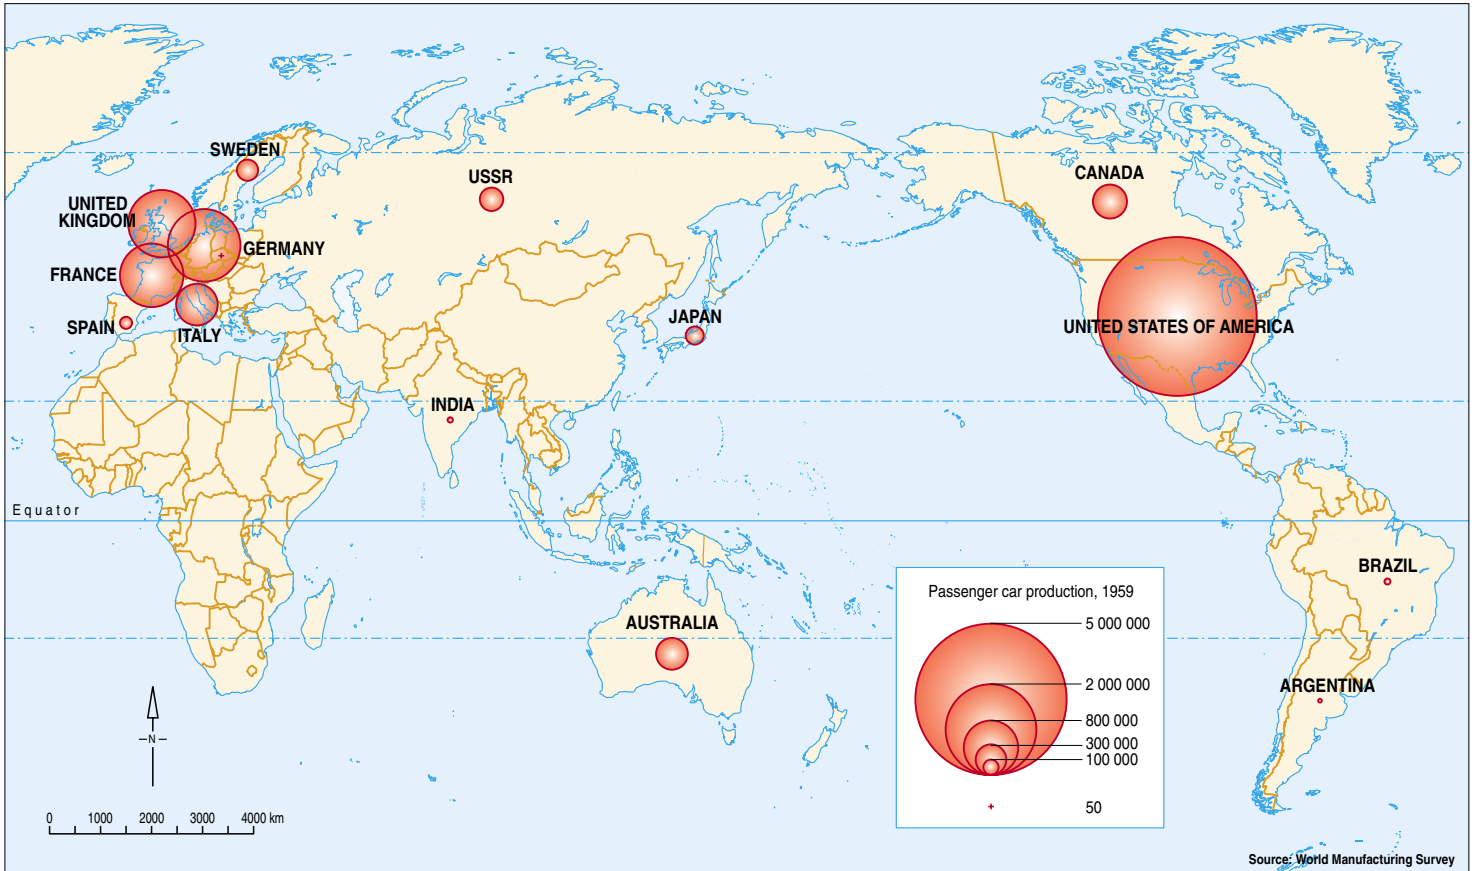 SWEDEN
USSR
CANADA
UNITED
KINGDOM
GERMANY
FRANCE
SPAIN
ITALY
JAPAN
UNITED STATES OF AMERICA
INDIA
Equator
BRAZIL
AUSTRALIA
ARGENTINA
Passenger car production, 1959
5 000 000
2 000 000
800 000
300 000
100 000
50
N
0 1000 2000 3000 4000 km
Source: World Manufacturing Survey